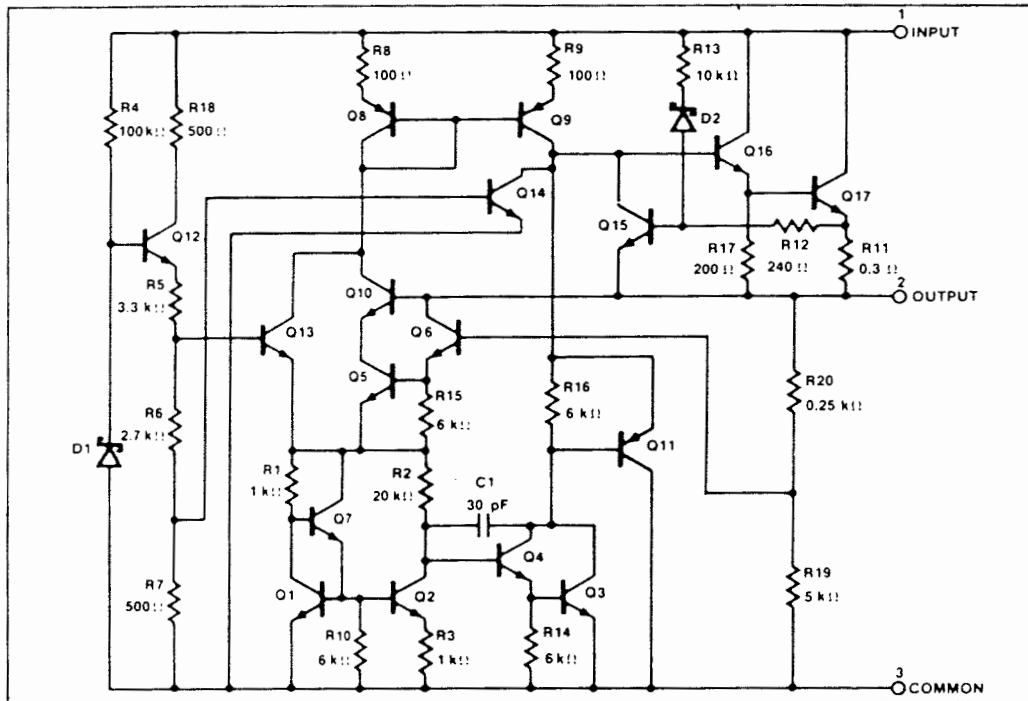 1
INPUT
R8
100Ω
R9
100Ω
R13
10 kΩ
R4
100 kΩ
R18
500 Ω
Q8
Q9
D2
Q16
Q14
Q17
Q15
Q12
R12
240 Ω
R17
200 Ω
R11
0.3 Ω
R5
3.3 kΩ
Q10
2
OUTPUT
Q13
Q6
Q5
R15
6 kΩ
R16
6 kΩ
R20
0.25 kΩ
R6
2.7 kΩ
D1
Q11
R1
1 kΩ
R2
20 kΩ
C1
30 pF
Q7
Q4
R7
500Ω
Q1
Q2
Q3
R19
5 kΩ
R10
6 kΩ
R3
1 kΩ
R14
6 kΩ
3
COMMON